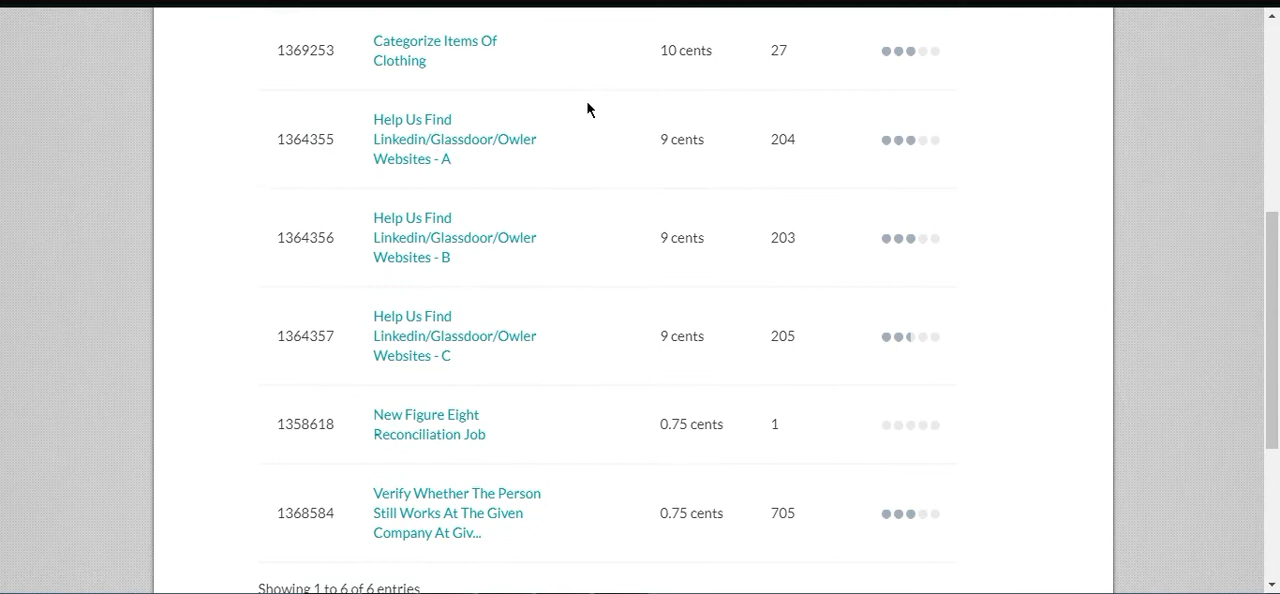 1369253 Categorize Items Of 10 cents 27
Clothing
Help Us Find
1364355 Linkedin/Glassdoor/Owler 9 cents 204
Websites - A
Help Us Find
1364356 Linkedin/Glassdoor/Owler 9 cents 203
Websites - B
Help Us Find
1364357 Linkedin/Glassdoor/Owler 9 cents 205
Websites - C
1358618 New Figure Eight 0.75 cents 1
Reconciliation Job
Verify Whether The Person
1368584 Still Works At The Given 0.75 cents 705
Company At Giv...
Showing 1 to 6 of 6 entries